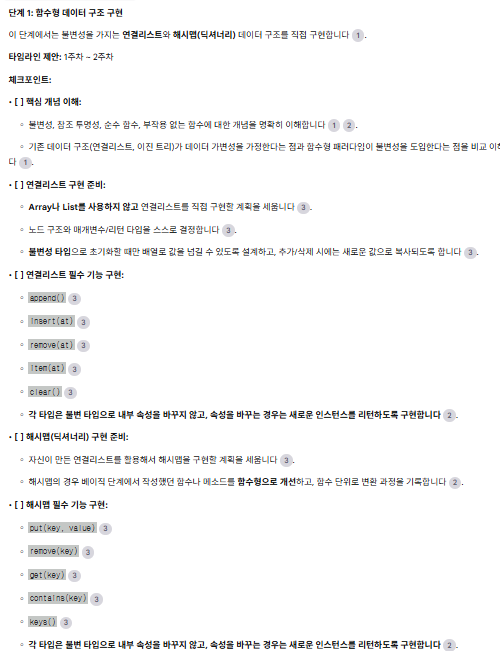 단계 1: 함수형 데이터 구조 구현
이 단계에서는 불변성을 가지는 연결리스트와 해시맵(딕셔너리) 데이터 구조를 직접 구현합니다 1.
타임라인 제안: 1주차 ~ 2주차
체크포인트:
• [ ] 핵심 개념 이해:
◦ 불변성, 참조 투명성, 순수 함수, 부작용 없는 함수에 대한 개념을 명확히 이해합니다 1 2.
◦ 기존 데이터 구조(연결리스트, 이진 트리)가 데이터 가변성을 가정한다는 점과 함수형 패러다임이 불변성을 도입한다는 점을 비교 이해
다 1.
• [ ] 연결리스트 구현 준비:
◦ Array나 List를 사용하지 않고 연결리스트를 직접 구현할 계획을 세웁니다 3.
◦ 노드 구조와 매개변수/리턴 타입을 스스로 결정합니다 3.
◦ 불변성 타입으로 초기화할 때만 배열로 값을 넘길 수 있도록 설계하고, 추가/삭제 시에는 새로운 값으로 복사되도록 합니다 3.
• [ ] 연결리스트 필수 기능 구현:
◦ append() 3
◦ insert(at) 3
◦ remove(at) 3
◦ item(at) 3
◦ clear() 3
◦ 각 타입은 불변 타입으로 내부 속성을 바꾸지 않고, 속성을 바꾸는 경우는 새로운 인스턴스를 리턴하도록 구현합니다 2.
• [ ] 해시맵(딕셔너리) 구현 준비:
◦ 자신이 만든 연결리스트를 활용해서 해시맵을 구현할 계획을 세웁니다 3.
◦ 해시맵의 경우 베이직 단계에서 작성했던 함수나 메소드를 함수형으로 개선하고, 함수 단위로 변환 과정을 기록합니다 2.
• [ ] 해시맵 필수 기능 구현:
◦ put(key, value) 3
◦ remove(key) 3
◦ get(key) 3
◦ contains(key) 3
◦ keys() 3
◦ 각 타입은 불변 타입으로 내부 속성을 바꾸지 않고, 속성을 바꾸는 경우는 새로운 인스턴스를 리턴하도록 구현합니다 2.